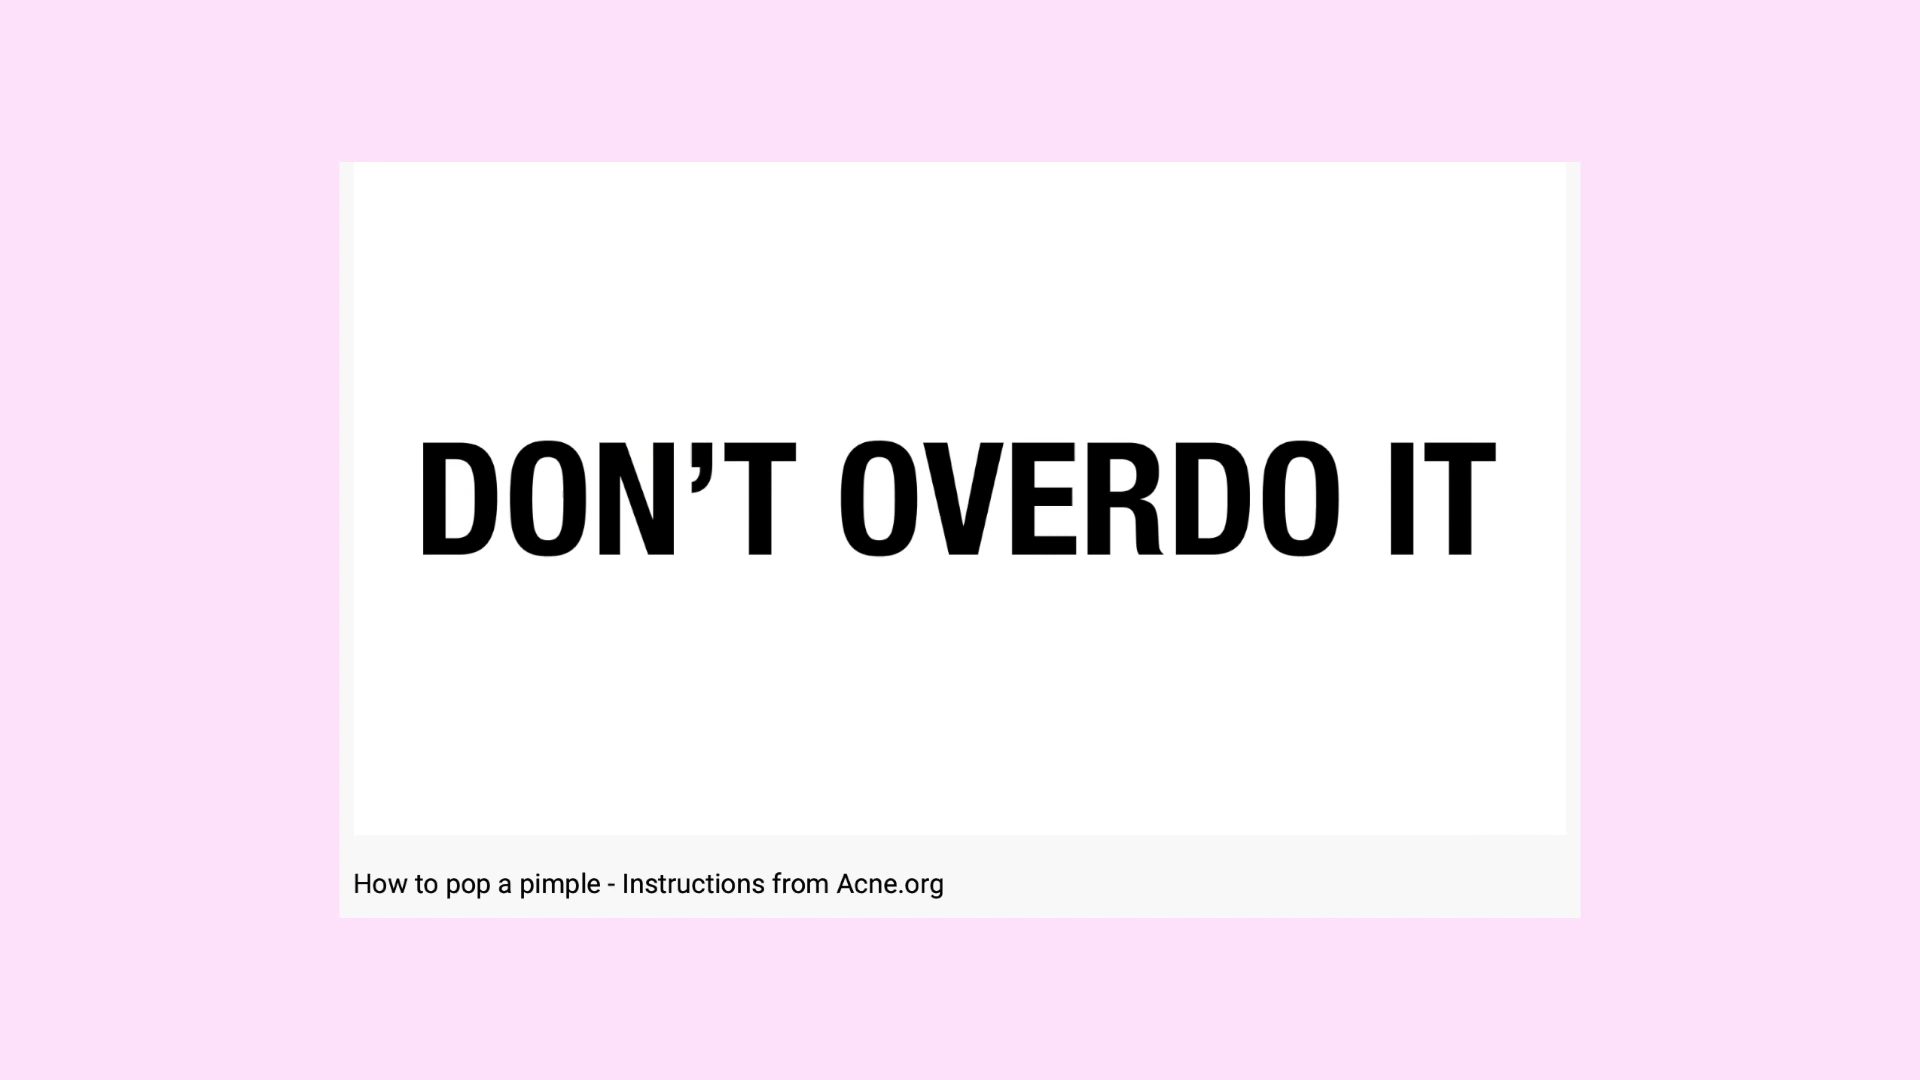 DON’T OVERDO IT
How to pop a pimple - Instructions from Acne.org